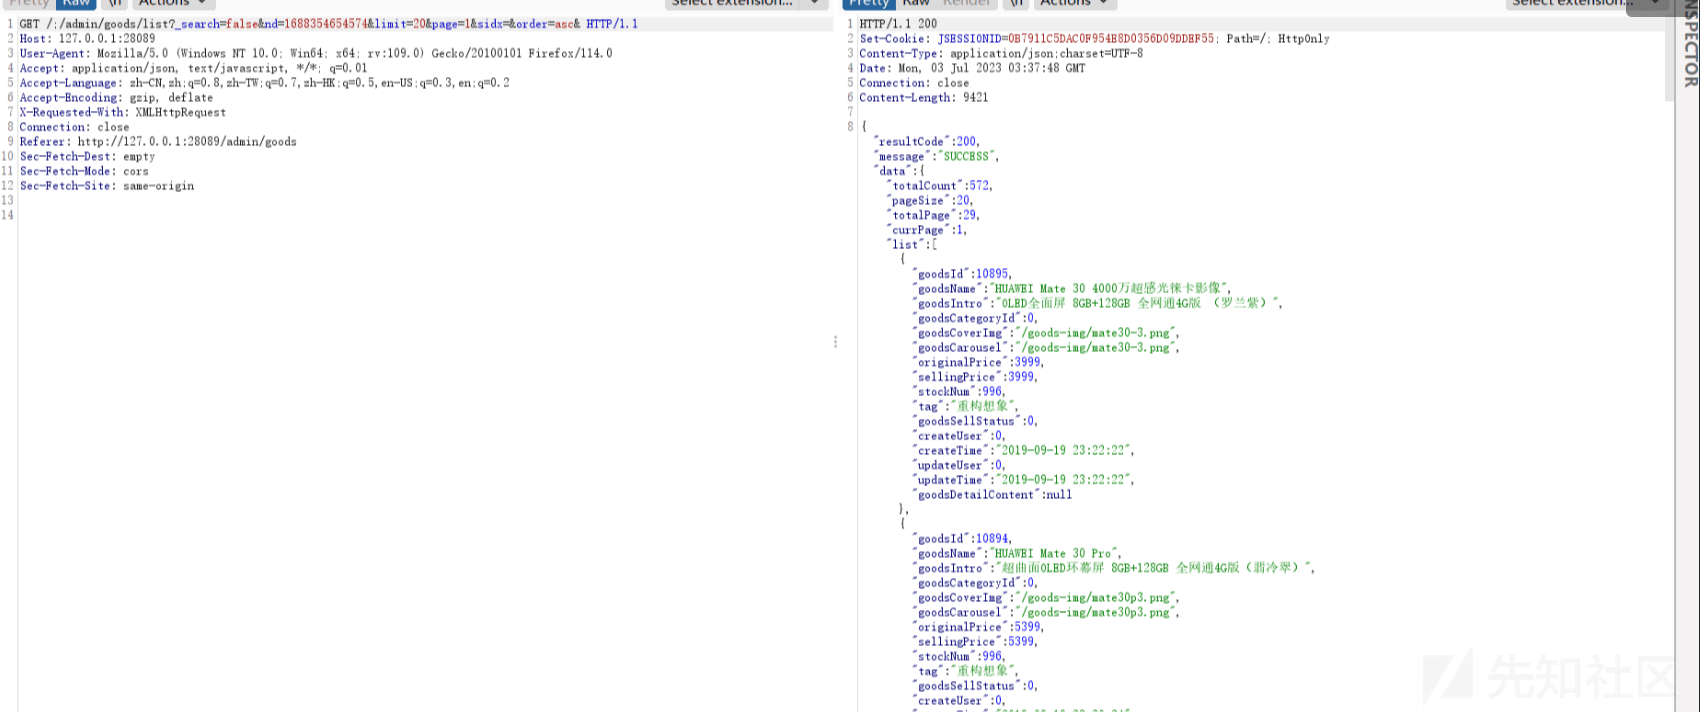 Pretty Raw \n Actions Select extension...
1 GET /;/admin/goods/list?_search=false&nd=1688354654574&limit=20&page=1&sidx=&order=asc& HTTP/1.1
2 Host: 127.0.0.1:28089
3 User-Agent: Mozilla/5.0 (Windows NT 10.0; Win64; x64; rv:109.0) Gecko/20100101 Firefox/114.0
4 Accept: application/json, text/javascript, */*; q=0.01
5 Accept-Language: zh-CN,zh;q=0.8,zh-TW;q=0.7,zh-HK;q=0.5,en-US;q=0.3,en;q=0.2
6 Accept-Encoding: gzip, deflate
7 X-Requested-With: XMLHttpRequest
8 Connection: close
9 Referer: http://127.0.0.1:28089/admin/goods
10 Sec-Fetch-Dest: empty
11 Sec-Fetch-Mode: cors
12 Sec-Fetch-Site: same-origin
13
14
Pretty Raw Render \n Actions Select extension...
1 HTTP/1.1 200
2 Set-Cookie: JSESSIONID=0B7911C5DAC0F954E8D0356D09DDBF55; Path=/; HttpOnly
3 Content-Type: application/json;charset=UTF-8
4 Date: Mon, 03 Jul 2023 03:37:48 GMT
5 Connection: close
6 Content-Length: 9421
7
8 {
"resultCode":200,
"message":"SUCCESS",
"data":{
"totalCount":572,
"pageSize":20,
"totalPage":29,
"currPage":1,
"list":[
{
"goodsId":10895,
"goodsName":"HUAWEI Mate 30 4000万超感光徕卡影像",
"goodsIntro":"OLED全面屏 8GB+128GB 全网通4G版 （罗兰紫）",
"goodsCategoryId":0,
"goodsCoverImg":"/goods-img/mate30-3.png",
"goodsCarousel":"/goods-img/mate30-3.png",
"originalPrice":3999,
"sellingPrice":3999,
"stockNum":996,
"tag":"重构想象",
"goodsSellStatus":0,
"createUser":0,
"createTime":"2019-09-19 23:22:22",
"updateUser":0,
"updateTime":"2019-09-19 23:22:22",
"goodsDetailContent":null
},
{
"goodsId":10894,
"goodsName":"HUAWEI Mate 30 Pro",
"goodsIntro":"超曲面OLED环幕屏 8GB+128GB 全网通4G版（翡冷翠）",
"goodsCategoryId":0,
"goodsCoverImg":"/goods-img/mate30p3.png",
"goodsCarousel":"/goods-img/mate30p3.png",
"originalPrice":5399,
"sellingPrice":5399,
"stockNum":996,
"tag":"重构想象",
"goodsSellStatus":0,
"createUser":0,
NSPECTOR
先知社区